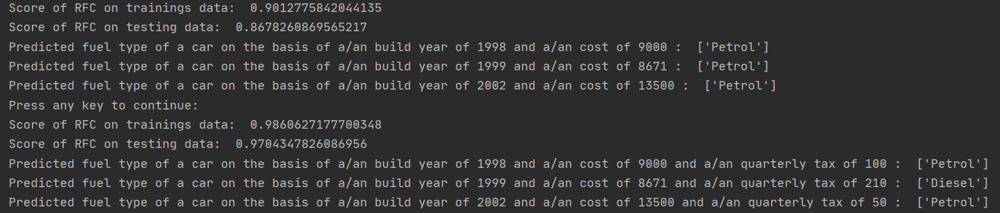 Score of RFC on trainings data:  0.9012775842044135
Score of RFC on testing data:  0.8678260869565217
Predicted fuel type of a car on the basis of a/an build year of 1998 and a/an cost of 9000 :  ['Petrol']
Predicted fuel type of a car on the basis of a/an build year of 1999 and a/an cost of 8671 :  ['Petrol']
Predicted fuel type of a car on the basis of a/an build year of 2002 and a/an cost of 13500 :  ['Petrol']
Press any key to continue:
Score of RFC on trainings data:  0.9860627177700348
Score of RFC on testing data:  0.9704347826086956
Predicted fuel type of a car on the basis of a/an build year of 1998 and a/an cost of 9000 and a/an quarterly tax of 100 :  ['Petrol']
Predicted fuel type of a car on the basis of a/an build year of 1999 and a/an cost of 8671 and a/an quarterly tax of 210 :  ['Diesel']
Predicted fuel type of a car on the basis of a/an build year of 2002 and a/an cost of 13500 and a/an quarterly tax of 50 :  ['Petrol']